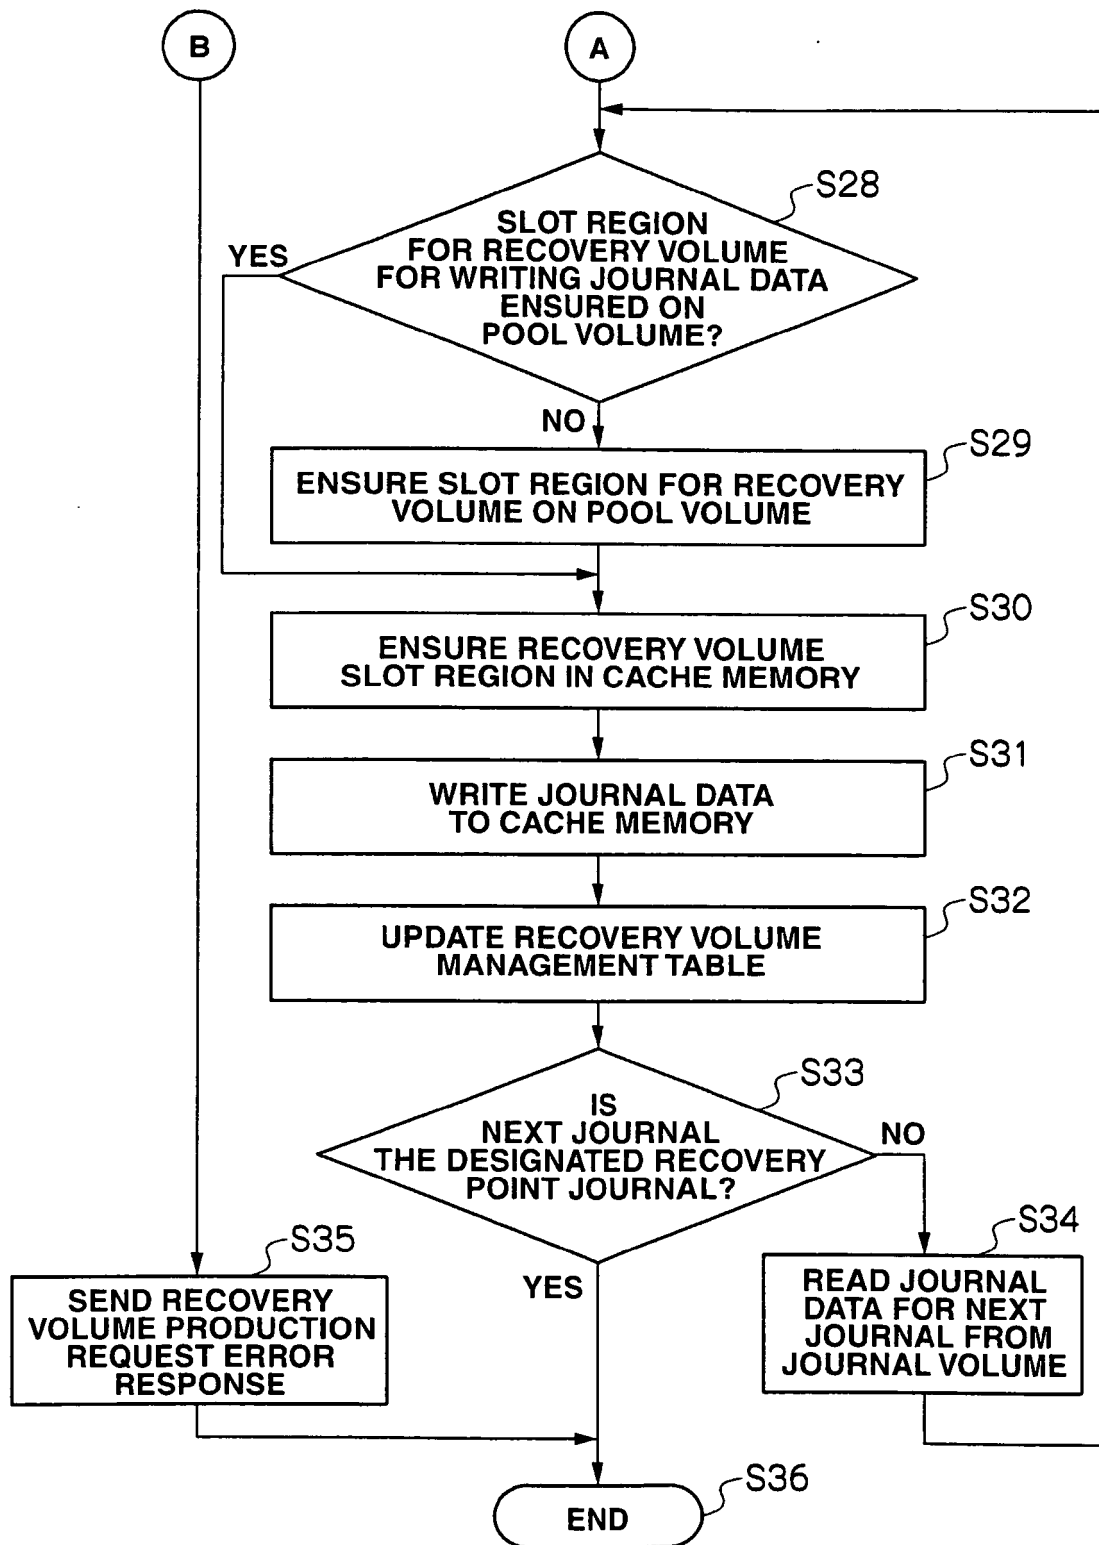 B
A
S28
SLOT REGION
FOR RECOVERY VOLUME
FOR WRITING JOURNAL DATA
ENSURED ON
POOL VOLUME?
YES
NO
S29
ENSURE SLOT REGION FOR RECOVERY
VOLUME ON POOL VOLUME
S30
ENSURE RECOVERY VOLUME
SLOT REGION IN CACHE MEMORY
S31
WRITE JOURNAL DATA
TO CACHE MEMORY
S32
UPDATE RECOVERY VOLUME
MANAGEMENT TABLE
S33
IS
NEXT JOURNAL
THE DESIGNATED RECOVERY
POINT JOURNAL?
NO
YES
S34
READ JOURNAL
DATA FOR NEXT
JOURNAL FROM
JOURNAL VOLUME
S35
SEND RECOVERY
VOLUME PRODUCTION
REQUEST ERROR
RESPONSE
S36
END